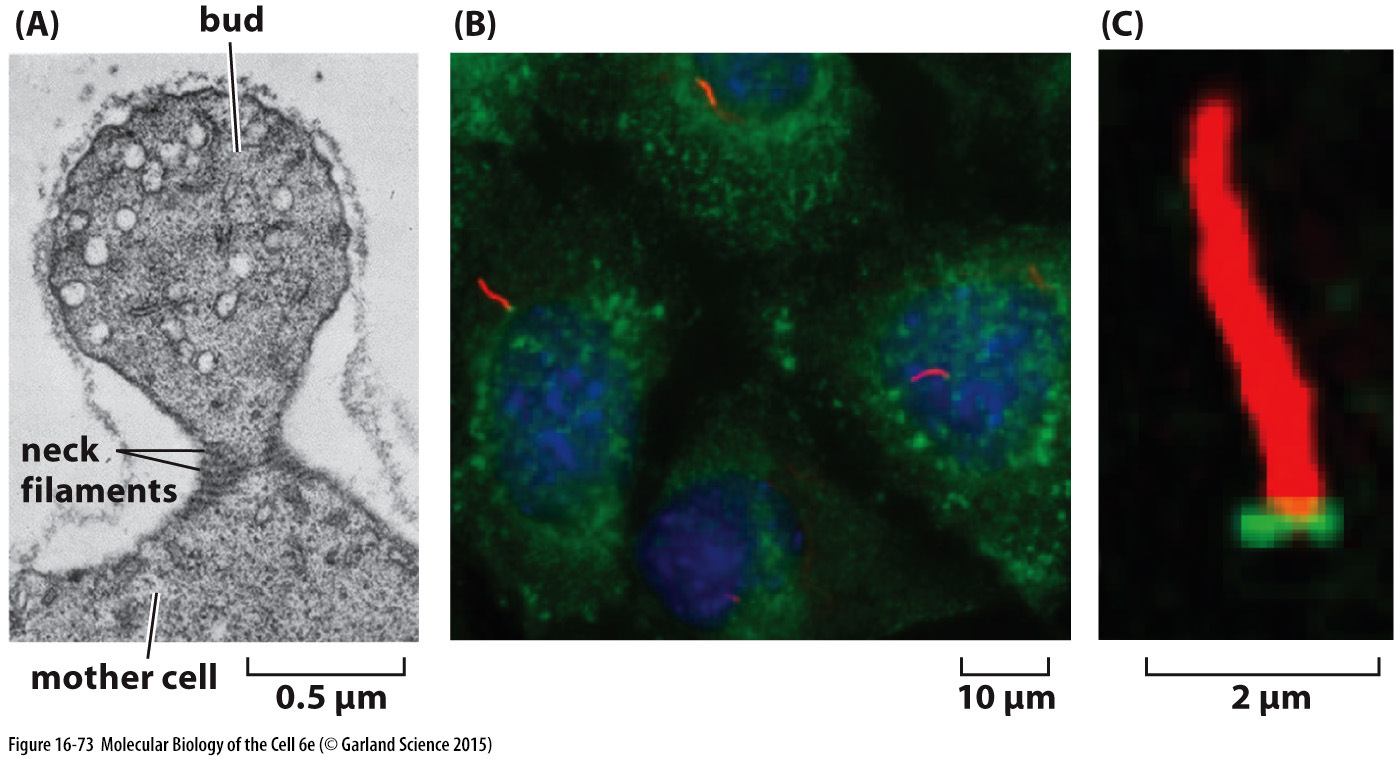 (A)
bud
neck
filaments
mother cell
0.5 µm
(B)
10 µm
(C)
2 µm
Figure 16-73 Molecular Biology of the Cell 6e (© Garland Science 2015)